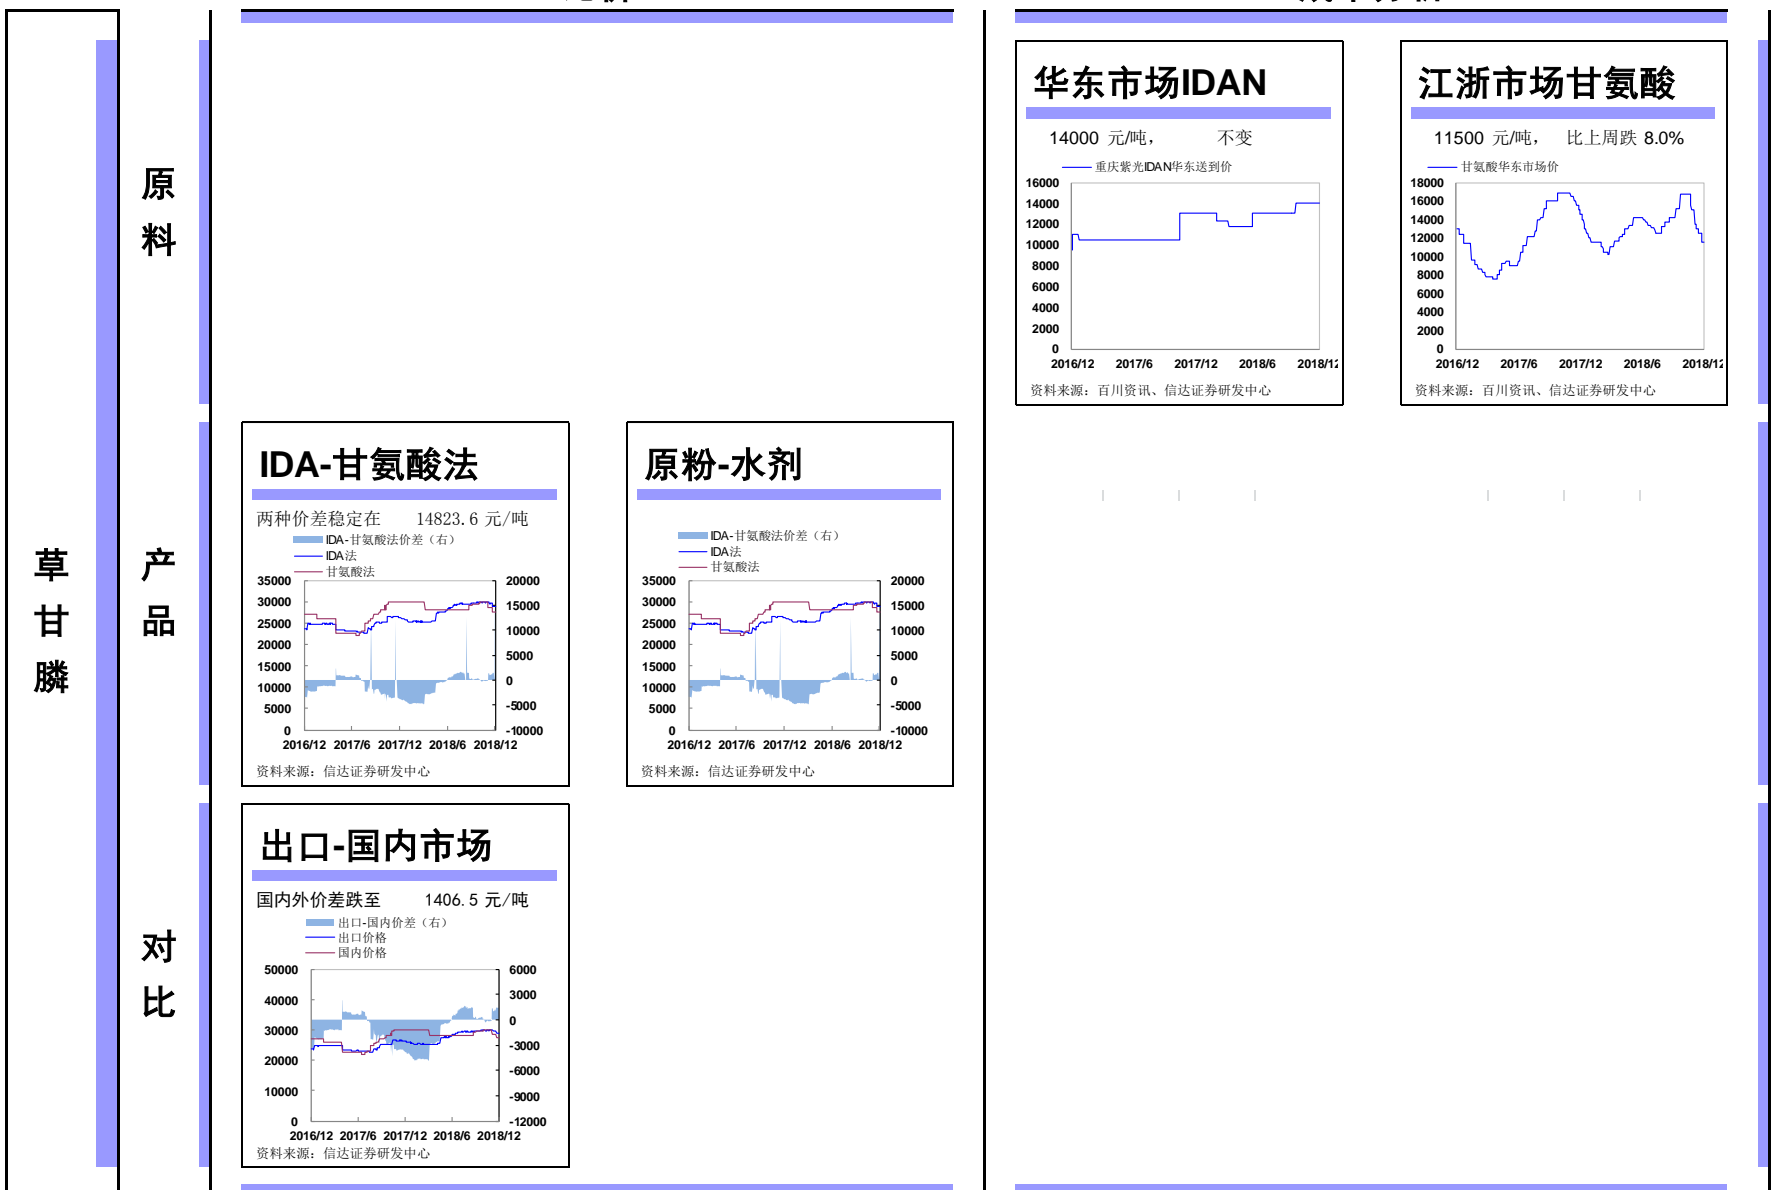 草甘膦
原料
华东市场IDAN
14000 元/吨， 不变
重庆紫光IDAN华东送到价
16000
14000
12000
10000
8000
6000
4000
2000
0
2016/12 2017/6 2017/12 2018/6 2018/12
资料来源：百川资讯、信达证券研发中心
江浙市场甘氨酸
11500 元/吨， 比上周跌 8.0%
甘氨酸华东市场价
18000
16000
14000
12000
10000
8000
6000
4000
2000
0
2016/12 2017/6 2017/12 2018/6 2018/12
资料来源：百川资讯、信达证券研发中心
产品
IDA-甘氨酸法
两种价差稳定在 14823.6 元/吨
IDA-甘氨酸法价差（右）
IDA法
甘氨酸法
35000 20000
30000 15000
25000 10000
20000 5000
15000 0
10000 -5000
5000 -10000
0
2016/12 2017/6 2017/12 2018/6 2018/12
资料来源：信达证券研发中心
原粉-水剂
IDA-甘氨酸法价差（右）
IDA法
甘氨酸法
35000 20000
30000 15000
25000 10000
20000 5000
15000 0
10000 -5000
5000 -10000
0
2016/12 2017/6 2017/12 2018/6 2018/12
资料来源：信达证券研发中心
对比
出口-国内市场
国内外价差跌至 1406.5 元/吨
出口-国内价差（右）
出口价格
国内价格
50000 6000
40000 3000
30000 0
20000 -3000
10000 -6000
0 -9000
-12000
2016/12 2017/6 2017/12 2018/6 2018/12
资料来源：信达证券研发中心